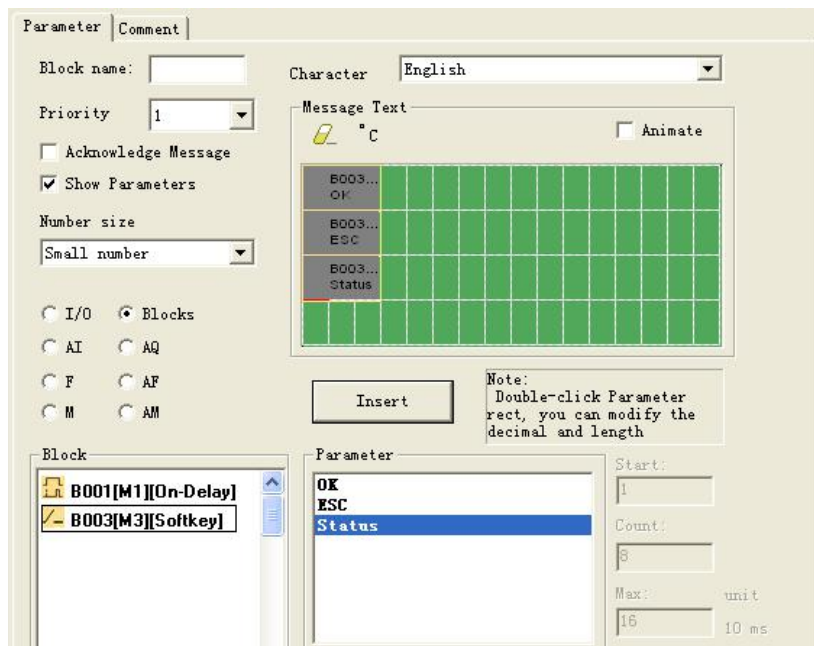 Parameter
Comment
Block name:
Character
English
Priority
1
Message Text
°C
Animate
Acknowledge Message
Show Parameters
B003...
OK
B003...
ESC
B003...
Status
Number size
Small number
I/O
Blocks
AI
AQ
F
AF
M
AM
Insert
Note:
Double-click Parameter
rect, you can modify the
decimal and length
Block
B001[M1][On-Delay]
B003[M3][Softkey]
Parameter
OK
ESC
Status
Start:
1
Count:
8
Max:
unit
16
10 ms